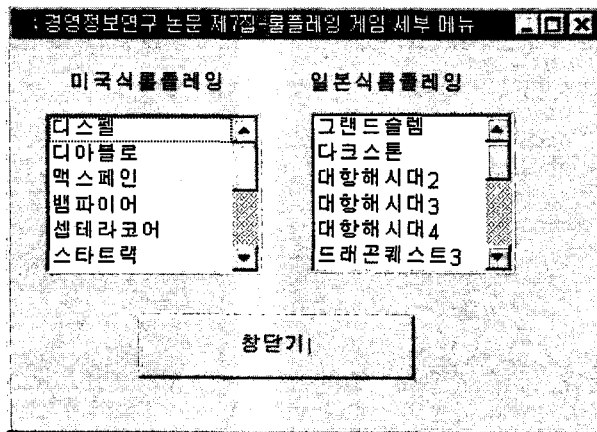 경영정보연구 논문 제7집-롤플레잉 게임 세부 메뉴
미국식롤플레잉
일본식롤플레잉
디스펠
디아블로
맥스페인
뱀파이어
셉테라코어
스타트랙
그랜드슬램
다크스톤
대항해시대2
대항해시대3
대항해시대4
드래곤퀘스트3
창닫기